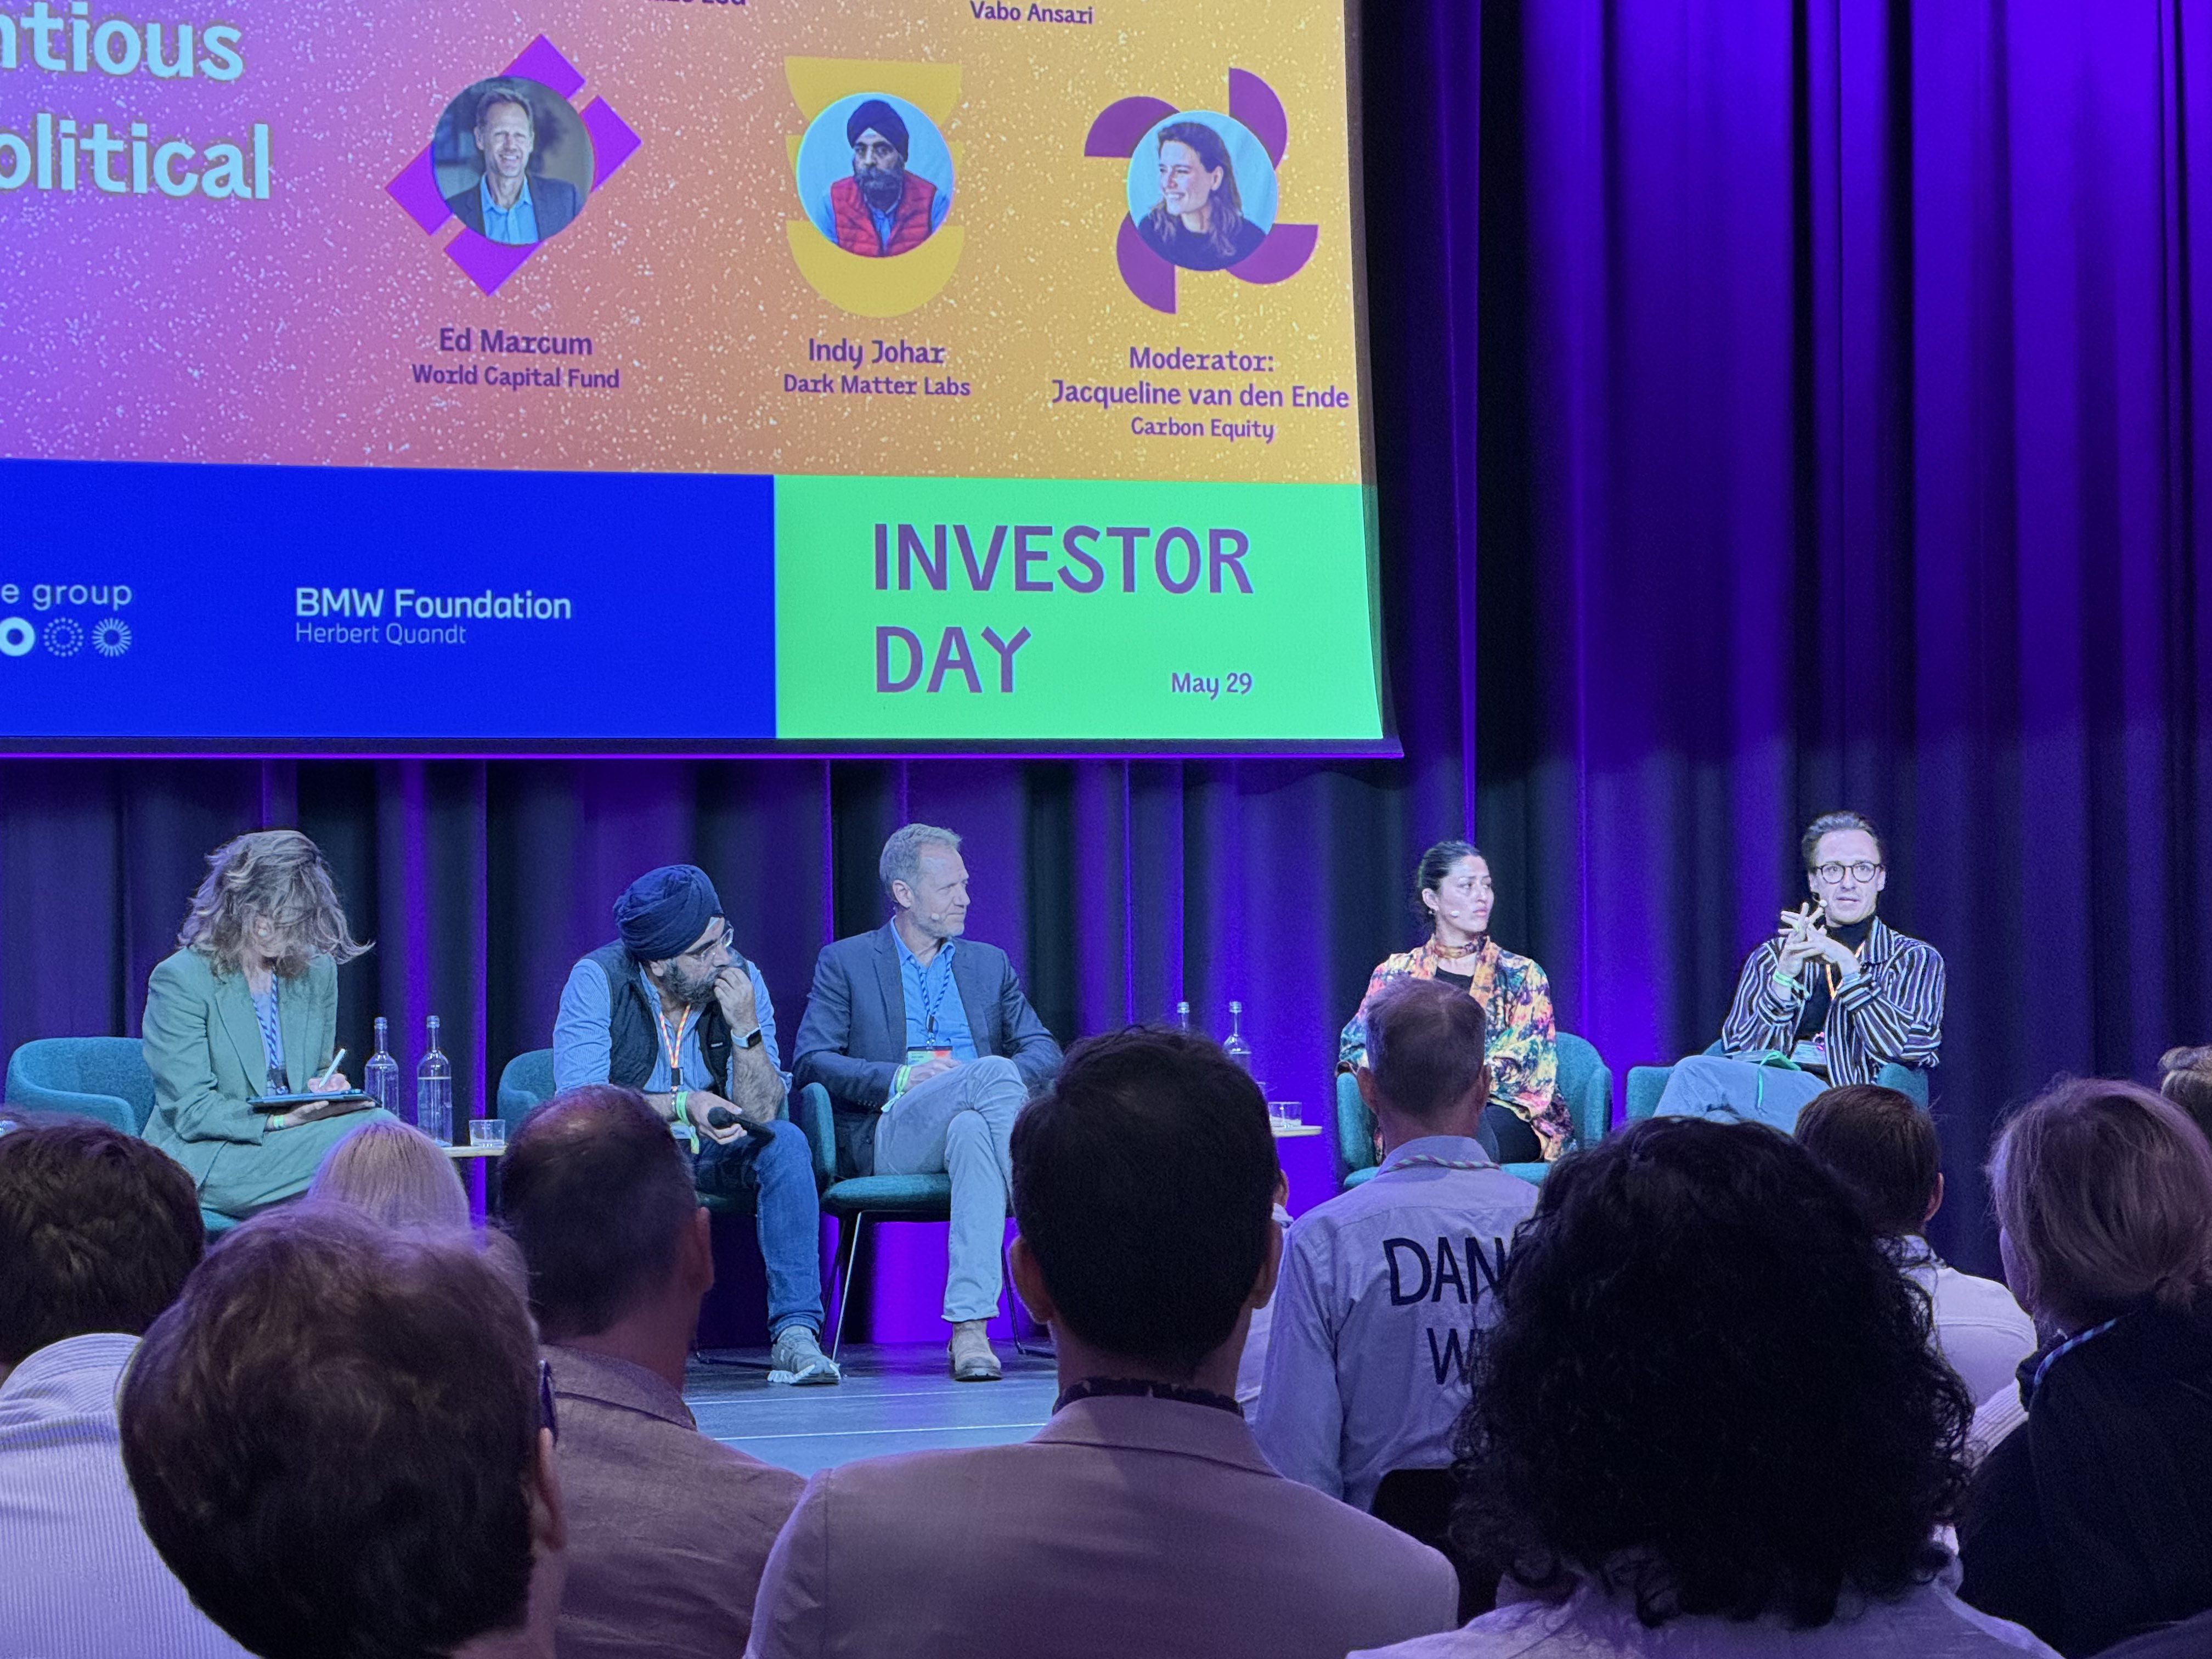 ntious
olitical
Vabo Ansari
Ed Marcum
World Capital Fund
Indy Johar
Dark Matter Labs
Moderator:
Jacqueline van den Ende
Carbon Equity
e group
BMW Foundation
Herbert Quandt
INVESTOR
DAY
May 29
DAN
W